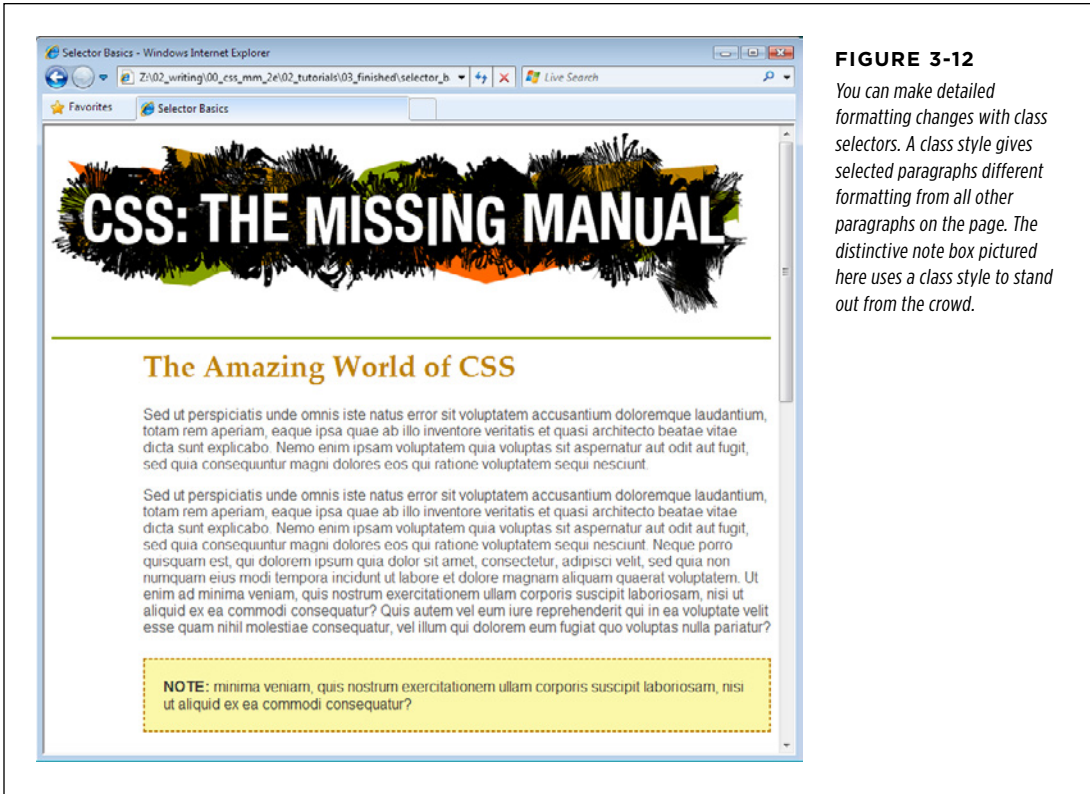 Selector Basics - Windows Internet Explorer
Z:\02_writing\00_css_mm_2e\02_tutorials\03_finished\selector_b
Live Search
Favorites
Selector Basics
CSS: THE MISSING MANUAL
The Amazing World of CSS
Sed ut perspiciatis unde omnis iste natus error sit voluptatem accusantium doloremque laudantium,
totam rem aperiam, eaque ipsa quae ab illo inventore veritatis et quasi architecto beatae vitae
dicta sunt explicabo. Nemo enim ipsam voluptatem quia voluptas sit aspernatur aut odit aut fugit,
sed quia consequuntur magni dolores eos qui ratione voluptatem sequi nesciunt.
Sed ut perspiciatis unde omnis iste natus error sit voluptatem accusantium doloremque laudantium,
totam rem aperiam, eaque ipsa quae ab illo inventore veritatis et quasi architecto beatae vitae
dicta sunt explicabo. Nemo enim ipsam voluptatem quia voluptas sit aspernatur aut odit aut fugit,
sed quia consequuntur magni dolores eos qui ratione voluptatem sequi nesciunt. Neque porro
quisquam est, qui dolorem ipsum quia dolor sit amet, consectetur, adipisci velit, sed quia non
numquam eius modi tempora incidunt ut labore et dolore magnam aliquam quaerat voluptatem. Ut
enim ad minima veniam, quis nostrum exercitationem ullam corporis suscipit laboriosam, nisi ut
aliquid ex ea commodi consequatur? Quis autem vel eum iure reprehenderit qui in ea voluptate velit
esse quam nihil molestiae consequatur, vel illum qui dolorem eum fugiat quo voluptas nulla pariatur?
NOTE: minima veniam, quis nostrum exercitationem ullam corporis suscipit laboriosam, nisi
ut aliquid ex ea commodi consequatur?
FIGURE 3-12
You can make detailed
formatting changes with class
selectors. A class style gives
selected paragraphs different
formatting from all other
paragraphs on the page. The
distinctive note box pictured
here uses a class style to stand
out from the crowd.